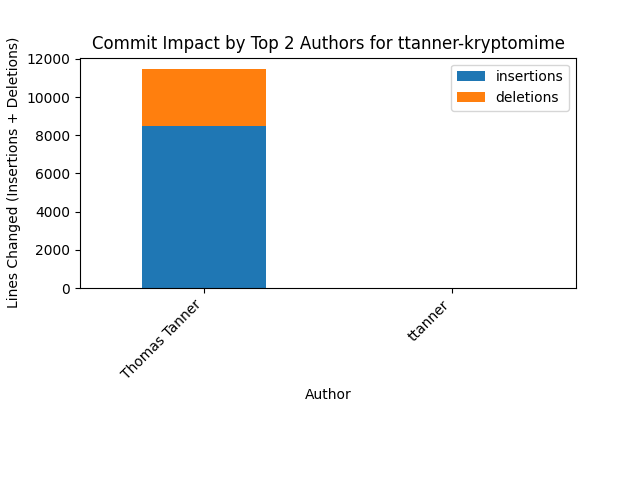 Commit Impact by Top 2 Authors for ttanner-kryptomime
Lines Changed (Insertions + Deletions)
12000
10000
8000
6000
4000
2000
0
insertions
deletions
Thomas Tanner
ttanner
Author